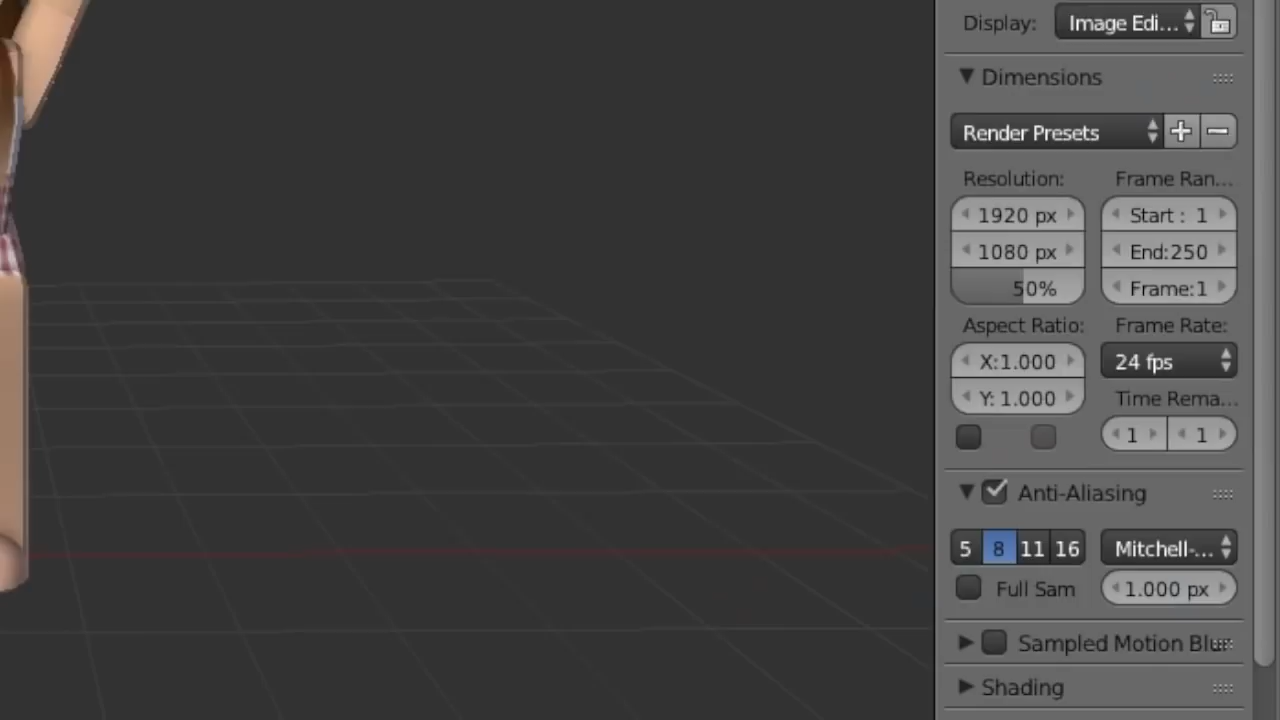 Display: Image Edi...
Dimensions
Render Presets
Resolution: Frame Ran...
1920 px Start : 1
1080 px End:250
50% Frame:1
Aspect Ratio: Frame Rate:
X:1.000 24 fps
Y: 1.000 Time Rema...
1 1
Anti-Aliasing
5 8 11 16 Mitchell-...
Full Sam 1.000 px
Sampled Motion Blur
Shading